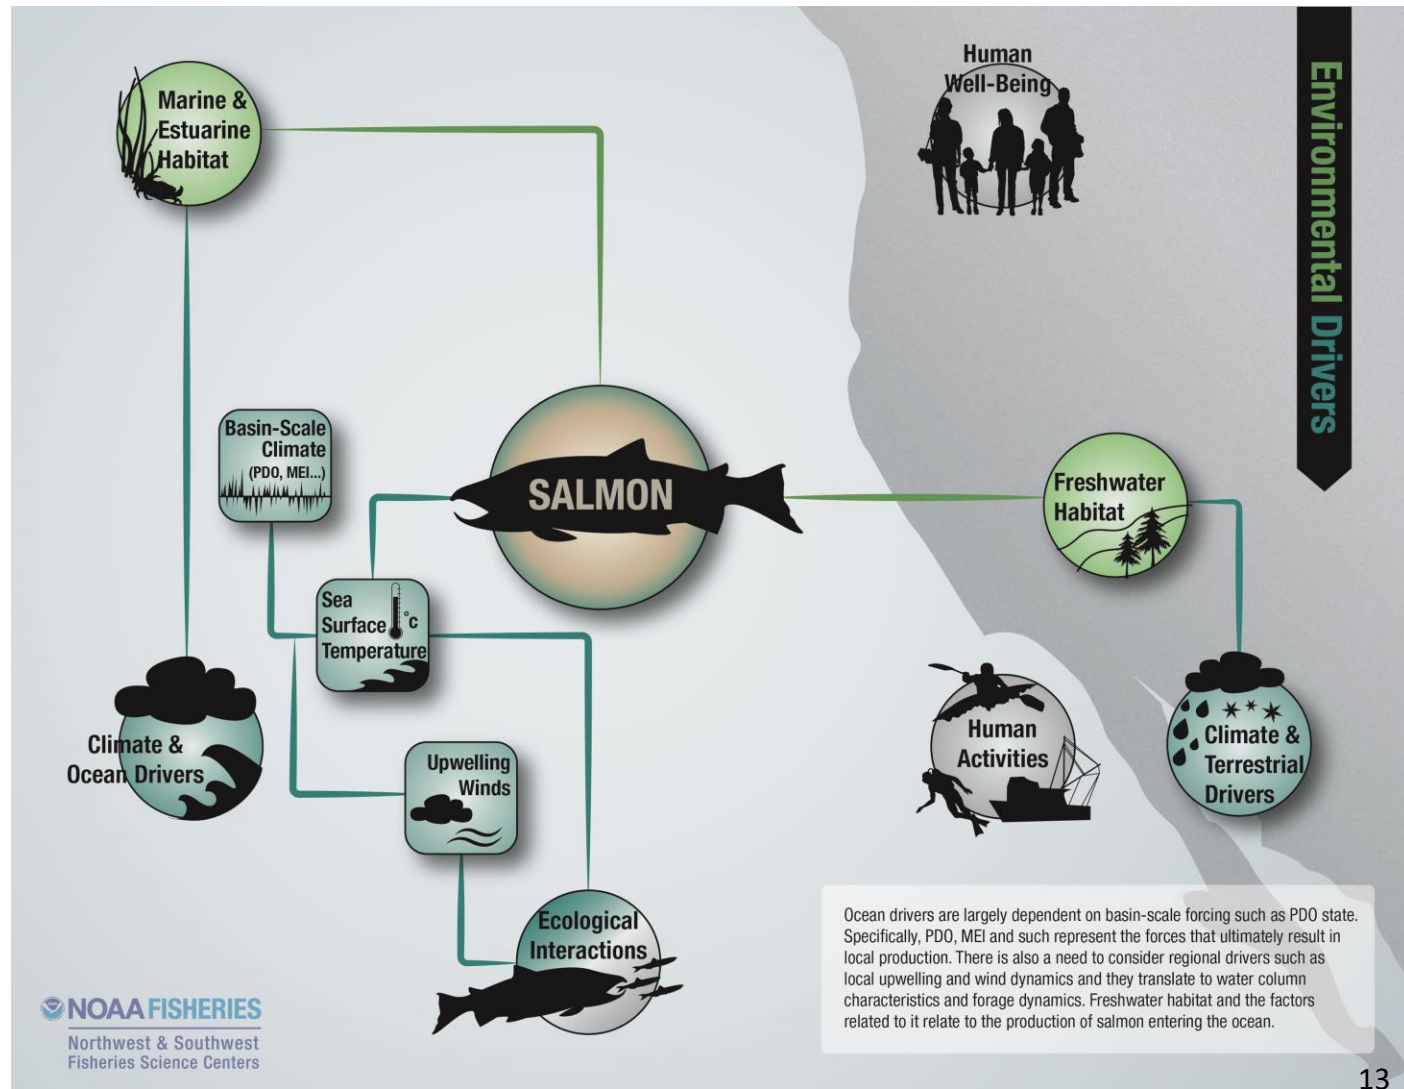 Human
Well-Being
Environmental Drivers
Marine &
Estuarine
Habitat
Basin-Scale
Climate
(PDO, MEI...)
SALMON
Freshwater
Habitat
Sea
Surface
°C
Temperature
Climate &
Ocean Drivers
Upwelling
Winds
Human
Activities
Climate &
Terrestrial
Drivers
Ecological
Interactions
Ocean drivers are largely dependent on basin-scale forcing such as PDO state.
Specifically, PDO, MEI and such represent the forces that ultimately result in
local production. There is also a need to consider regional drivers such as
local upwelling and wind dynamics and they translate to water column
characteristics and forage dynamics. Freshwater habitat and the factors
related to it relate to the production of salmon entering the ocean.
NOAA FISHERIES
Northwest & Southwest
Fisheries Science Centers
13